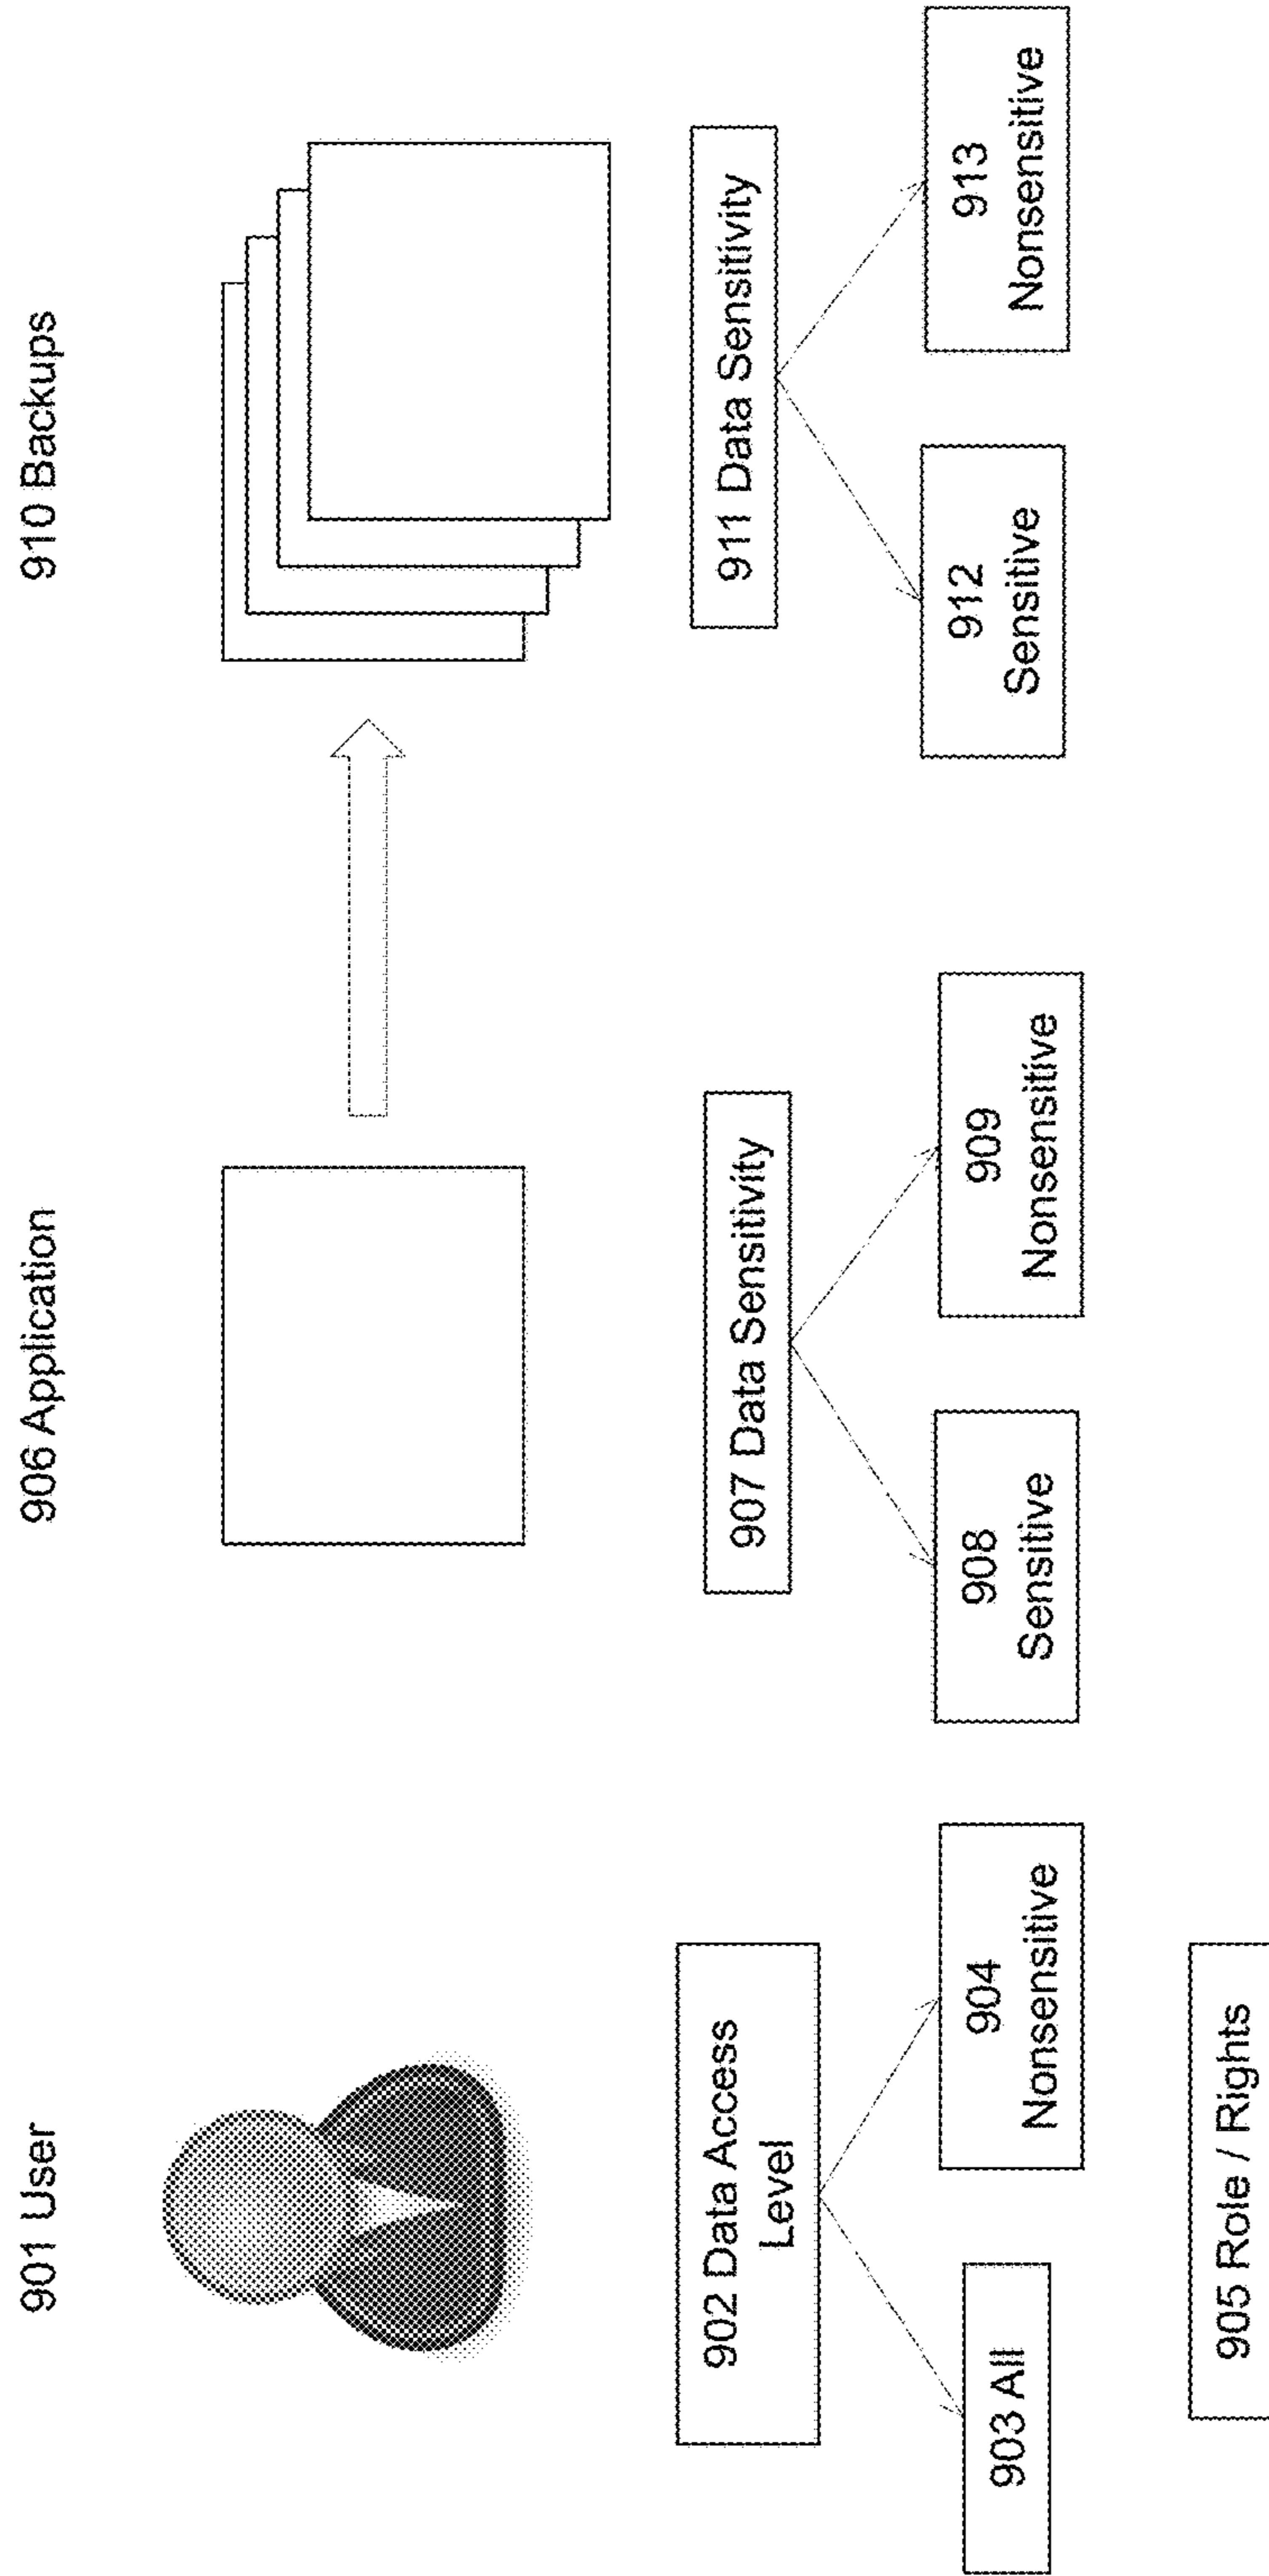 901 User
906 Application
910 Backups
902 Data Access
Level
903 All
904
Nonsensitive
905 Role / Rights
907 Data Sensitivity
908
Sensitive
909
Nonsensitive
911 Data Sensitivity
912
Sensitive
913
Nonsensitive